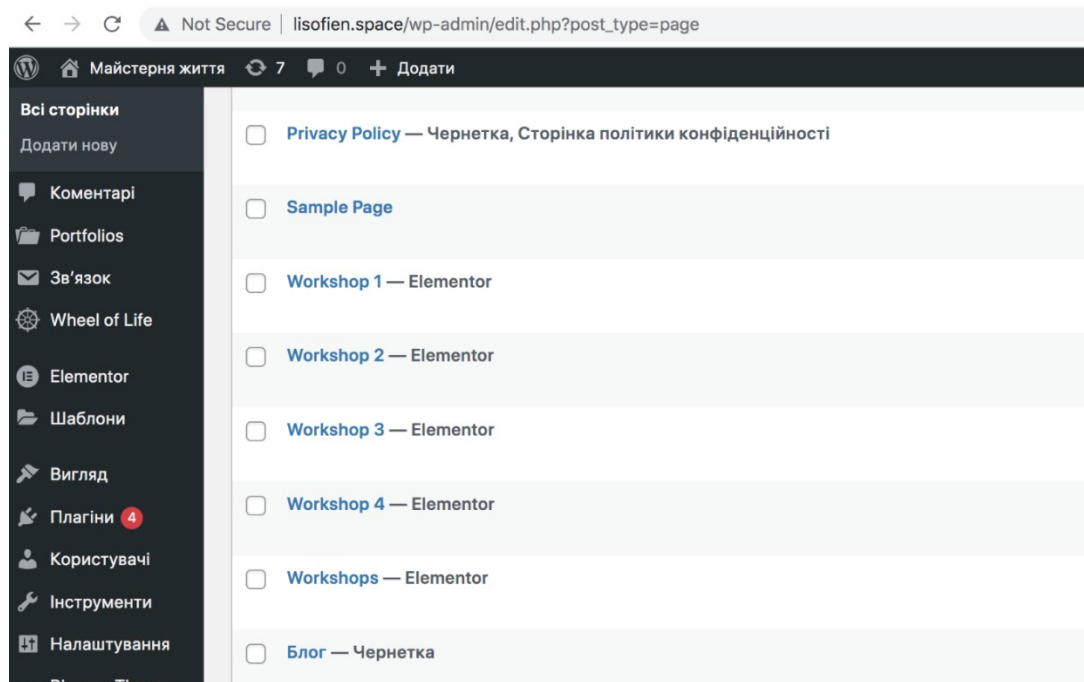 Not Secure | lisofien.space/wp-admin/edit.php?post_type=page
Майстерня життя 7 0 + Додати
Всі сторінки
Додати нову
Коментарі
Portfolios
Зв’язок
Wheel of Life
Elementor
Шаблони
Вигляд
Плагіни 4
Користувачі
Інструменти
Налаштування
Privacy Policy — Чернетка, Сторінка політики конфіденційності
Sample Page
Workshop 1 — Elementor
Workshop 2 — Elementor
Workshop 3 — Elementor
Workshop 4 — Elementor
Workshops — Elementor
Блог — Чернетка